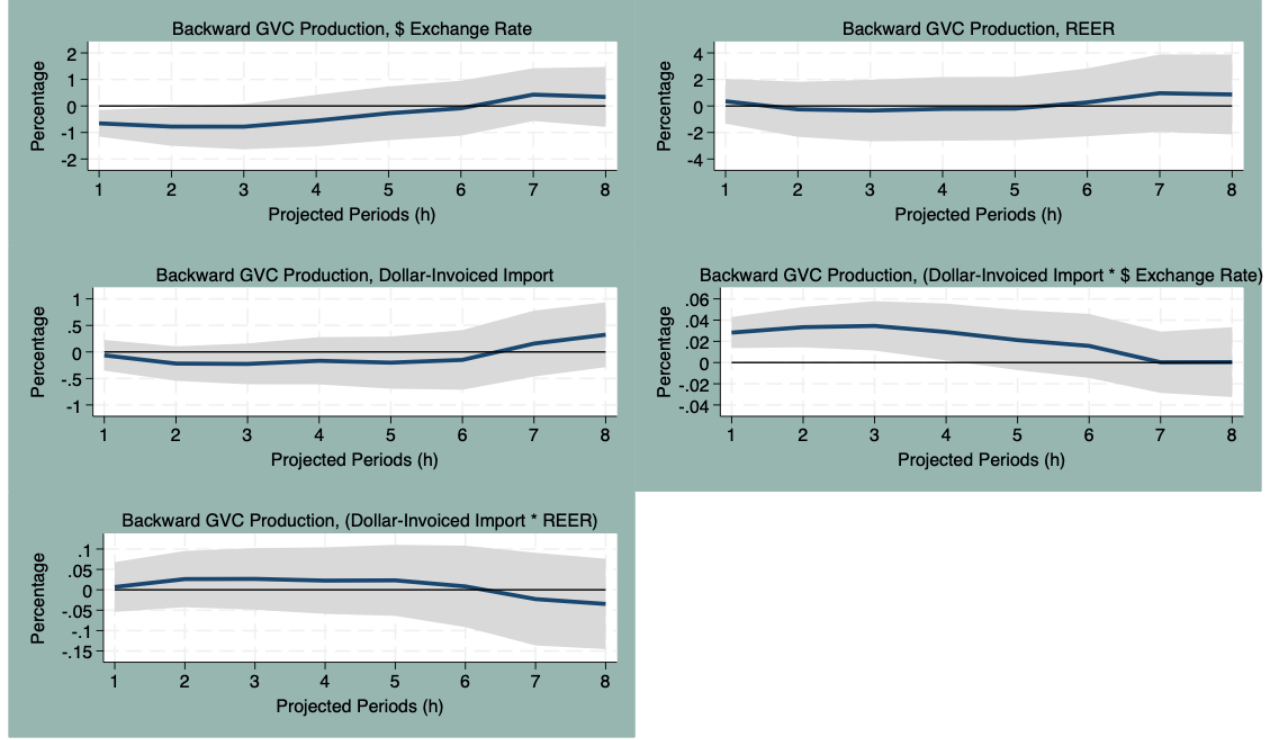 Backward GVC Production, $ Exchange Rate
Percentage
2
1
0
-1
-2
1 2 3 4 5 6 7 8
Projected Periods (h)
Backward GVC Production, REER
Percentage
4
2
0
-2
-4
1 2 3 4 5 6 7 8
Projected Periods (h)
Backward GVC Production, Dollar-Invoiced Import
Percentage
1
.5
0
-.5
-1
1 2 3 4 5 6 7 8
Projected Periods (h)
Backward GVC Production, (Dollar-Invoiced Import * $ Exchange Rate)
Percentage
.06
.04
.02
0
-.02
-.04
1 2 3 4 5 6 7 8
Projected Periods (h)
Backward GVC Production, (Dollar-Invoiced Import * REER)
Percentage
.1
.05
0
-.05
-.1
-.15
1 2 3 4 5 6 7 8
Projected Periods (h)